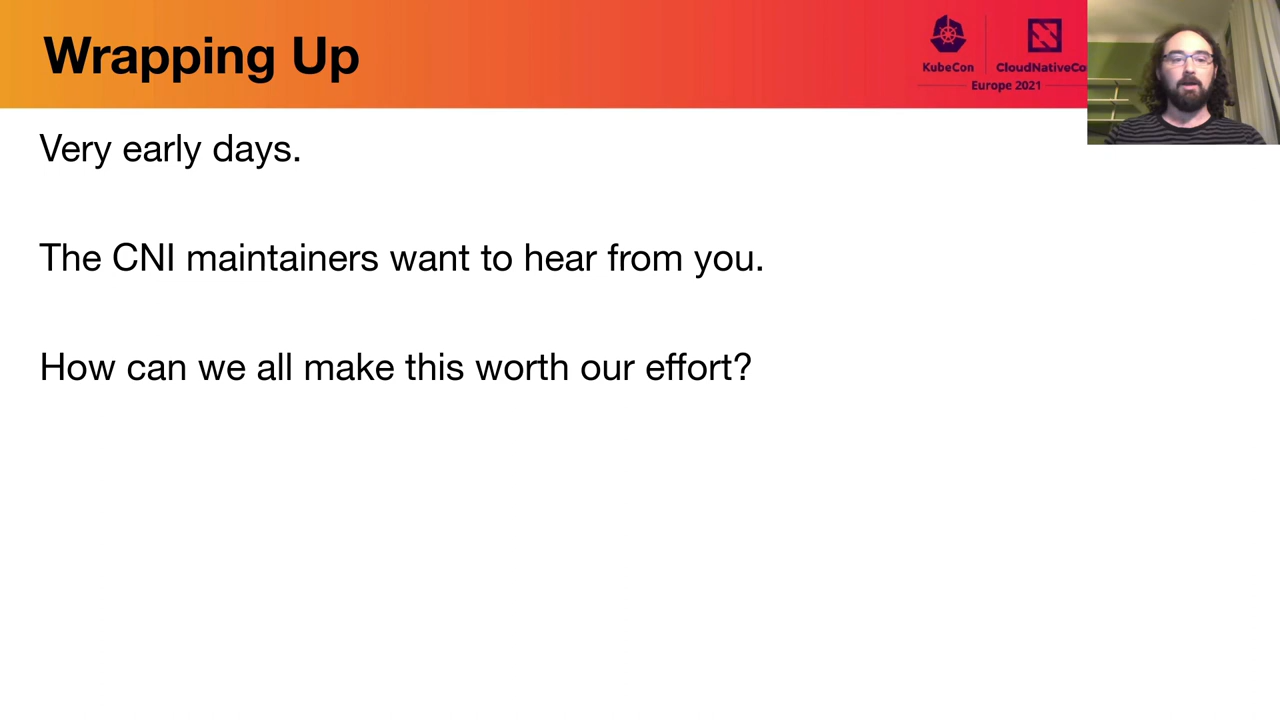 Wrapping Up
KubeCon
CloudNativeCo
Europe 2021
Very early days.
The CNI maintainers want to hear from you.
How can we all make this worth our effort?